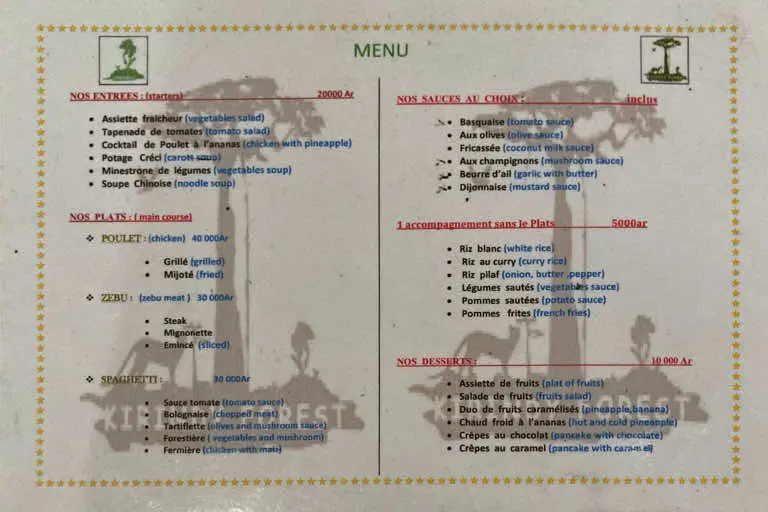 MENU
NOS ENTREES : (starters) 20000 Ar
Assiette fraicheur (vegetables salad)
Tapenade de tomates (tomato salad)
Cocktail de Poulet à l'ananas (chicken with pineapple)
Potage Créci (carott soup)
Minestrone de légumes (vegetables soup)
Soupe Chinoise (noodle soup)
NOS PLATS : ( main course)
POULET : (chicken) 40 000Ar
Grillé (grilled)
Mijoté (fried)
ZEBU : (zebu meat ) 30 000Ar
Steak
Mignonette
Emincé (sliced)
SPAGHETTI : 30 000Ar
Sauce tomate (tomato sauce)
Bolognaise (chopped meat)
Tartiflette (olives and mushroom sauce)
Forestière ( vegetables and mushroom)
Fermière (chicken with mais)
NOS SAUCES AU CHOIX : inclus
Basquaise (tomato sauce)
Aux olives (olive sauce)
Fricassée (coconut milk sauce)
Aux champignons (mushroom sauce)
Beurre d'ail (garlic with butter)
Dijonnaise (mustard sauce)
1 accompagnement sans le Plats 5000ar
Riz blanc (white rice)
Riz au curry (curry rice)
Riz pilaf (onion, butter ,pepper)
Légumes sautés (vegetables sauce)
Pommes sautées (potato sauce)
Pommes frites (french fries)
NOS DESSERTS : 10 000 Ar
Assiette de fruits (plat of fruits)
Salade de fruits (fruits salad)
Duo de fruits caramélisés (pineapple,banana)
Chaud froid à l'ananas (hot and cold pineapple)
Crêpes au chocolat (pancake with chocolate)
Crêpes au caramel (pancake with caramel)